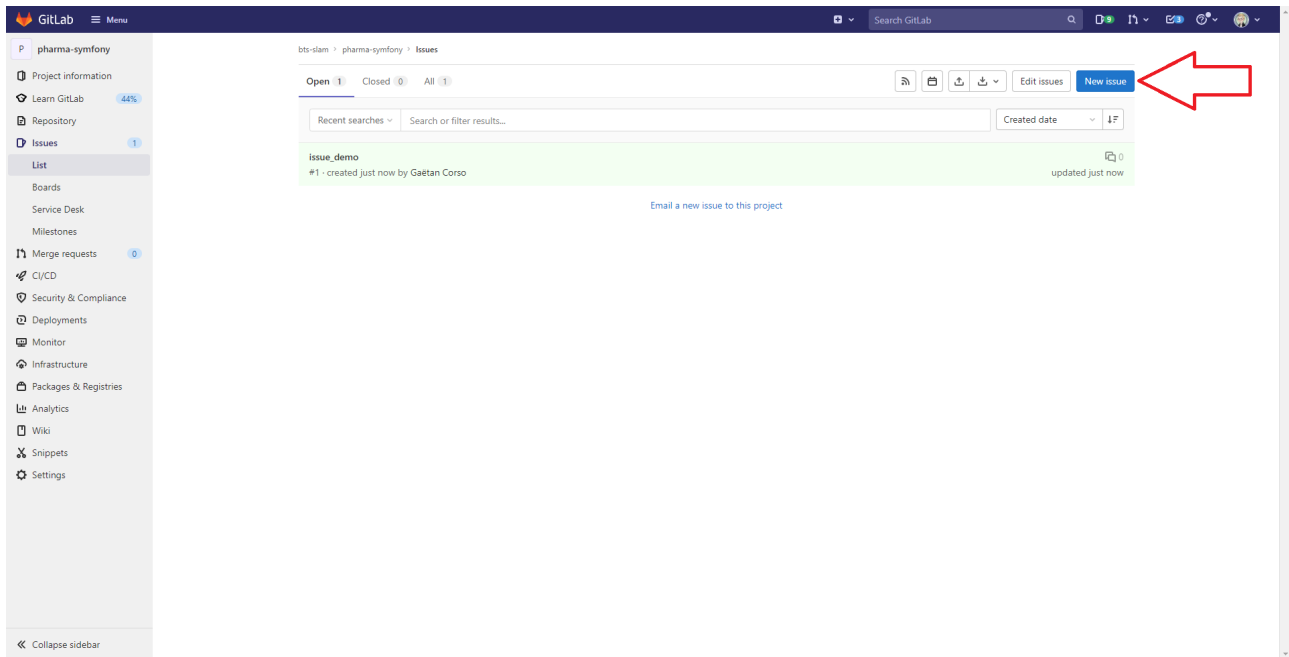 GitLab Menu Search GitLab 9 3
P pharma-symfony
Project information
Learn GitLab 44%
Repository
Issues 1
List
Boards
Service Desk
Milestones
Merge requests 0
CI/CD
Security & Compliance
Deployments
Monitor
Infrastructure
Packages & Registries
Analytics
Wiki
Snippets
Settings
Collapse sidebar
bts-slam > pharma-symfony > Issues
Open 1 Closed 0 All 1 Edit issues New issue
Recent searches Search or filter results... Created date
issue_demo 0
#1 · created just now by Gaëtan Corso updated just now
Email a new issue to this project